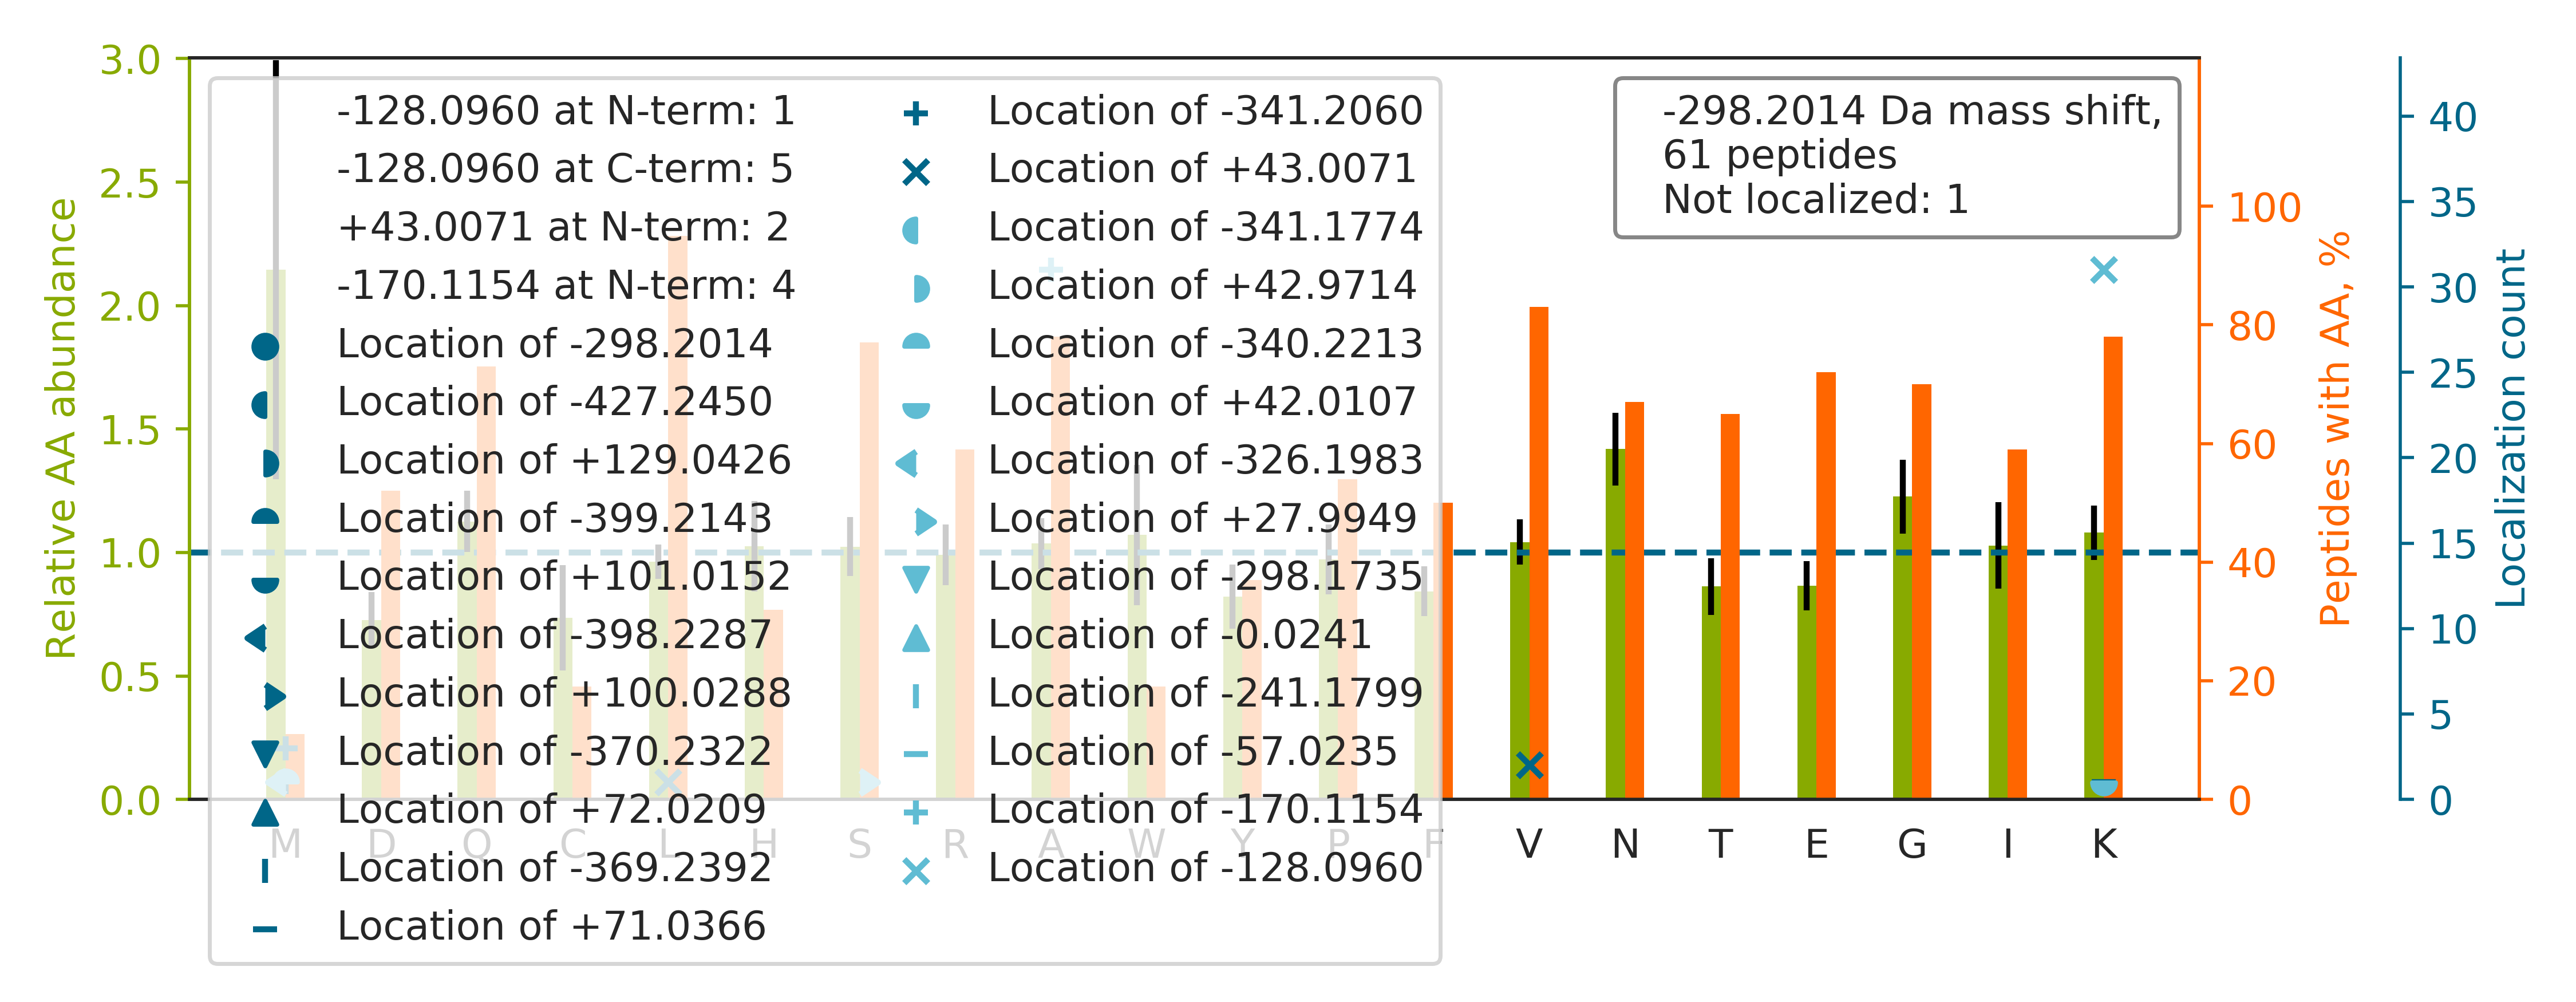 3.0
2.5
2.0
1.5
1.0
0.5
0.0
Relative AA abundance
-128.0960 at N-term: 1
-128.0960 at C-term: 5
+43.0071 at N-term: 2
-170.1154 at N-term: 4
Location of -298.2014
Location of -427.2450
Location of +129.0426
Location of -399.2143
Location of +101.0152
Location of -398.2287
Location of +100.0288
Location of -370.2322
Location of +72.0209
Location of -369.2392
Location of +71.0366
Location of -341.2060
Location of +43.0071
Location of -341.1774
Location of +42.9714
Location of -340.2213
Location of +42.0107
Location of -326.1983
Location of +27.9949
Location of -298.1735
Location of -0.0241
Location of -241.1799
Location of -57.0235
Location of -170.1154
Location of -128.0960
-298.2014 Da mass shift,
61 peptides
Not localized: 1
M D Q C L H S R A W Y P F V N T E G I K
100
80
60
40
20
0
Peptides with AA, %
40
35
30
25
20
15
10
5
0
Localization count